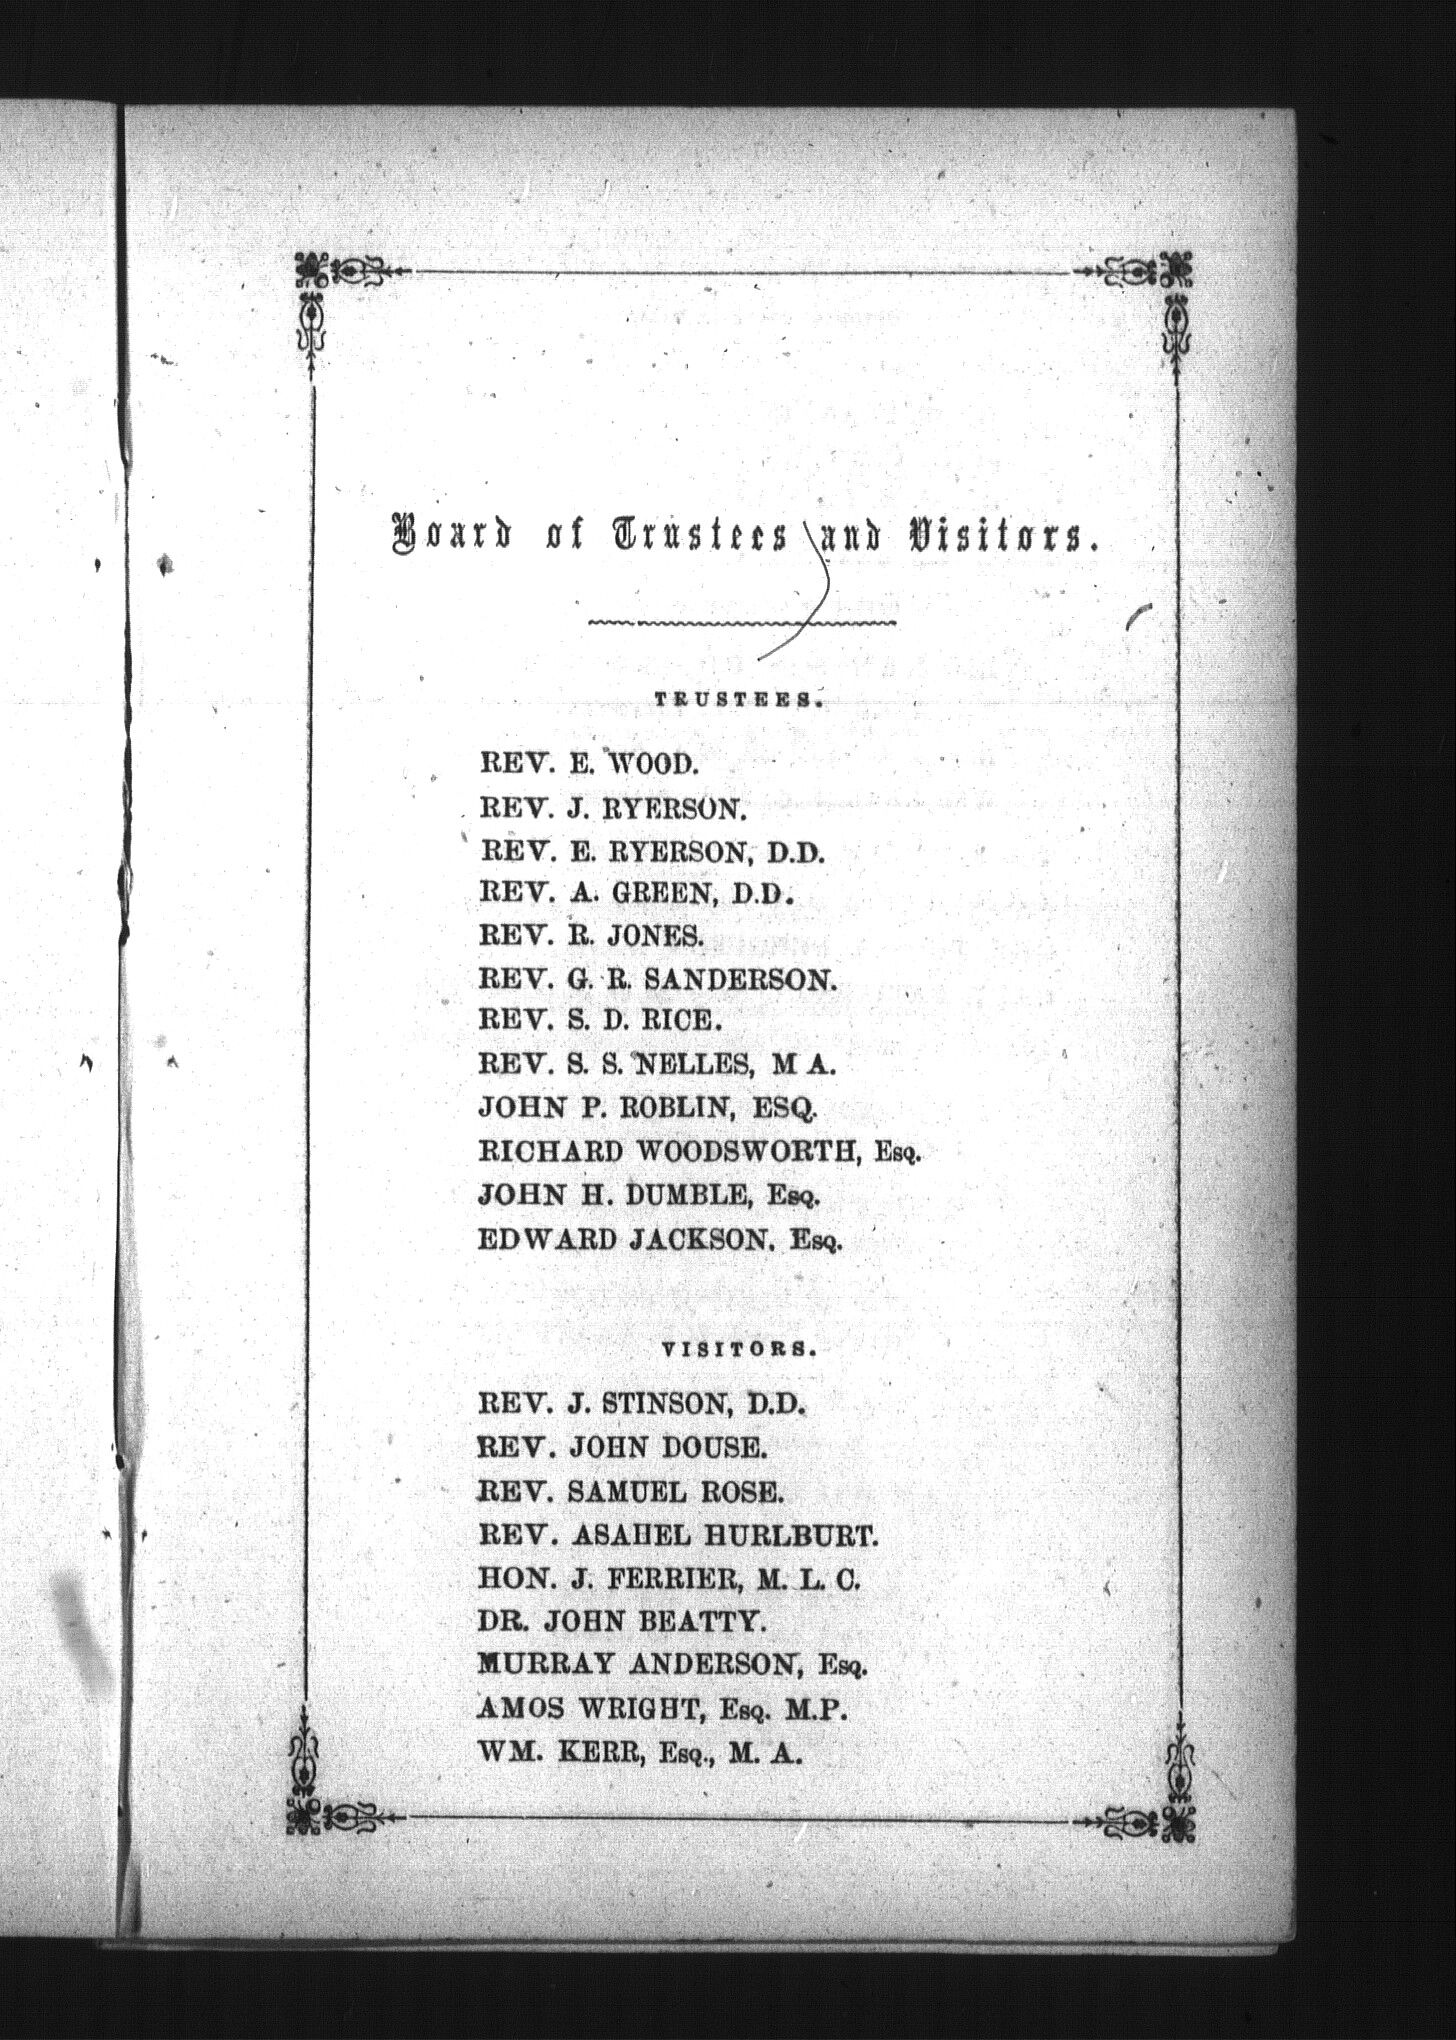 Board of Trustees and Visitors.
TRUSTEES.
REV. E. WOOD.
REV. J. RYERSON.
REV. E. RYERSON, D.D.
REV. A. GREEN, D.D.
REV. R. JONES.
REV. G. R. SANDERSON.
REV. S. D. RICE.
REV. S. S. NELLES, M A.
JOHN P. ROBLIN, ESQ.
RICHARD WOODSWORTH, Esq.
JOHN H. DUMBLE, Esq.
EDWARD JACKSON. Esq.
VISITORS.
REV. J. STINSON, D.D.
REV. JOHN DOUSE.
REV. SAMUEL ROSE.
REV. ASAHEL HURLBURT.
HON. J. FERRIER, M. L. C.
DR. JOHN BEATTY.
MURRAY ANDERSON, Esq.
AMOS WRIGHT, Esq. M.P.
WM. KERR, Esq., M. A.